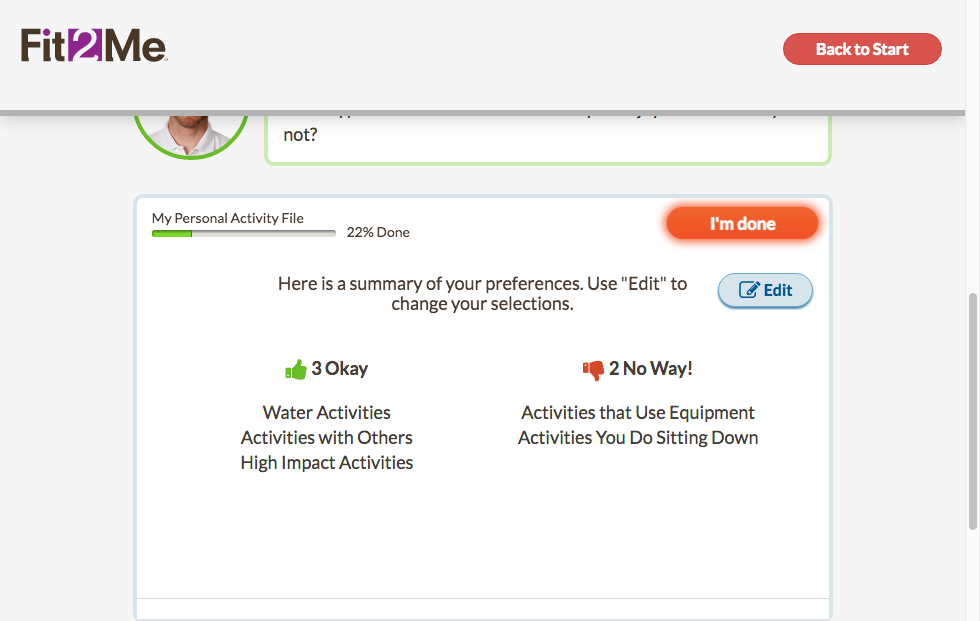 Fit2Me
Back to Start
not?
My Personal Activity File
22% Done
I'm done
Here is a summary of your preferences. Use "Edit" to
change your selections.
Edit
3 Okay
Water Activities
Activities with Others
High Impact Activities
2 No Way!
Activities that Use Equipment
Activities You Do Sitting Down